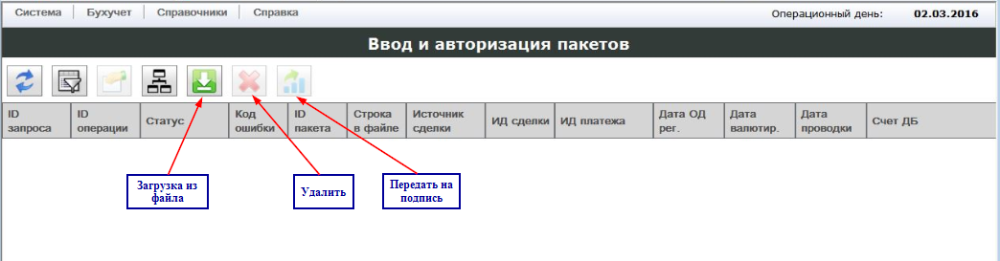 Система Бухучет Справочники Справка Операционный день: 02.03.2016
Ввод и авторизация пакетов
ID запроса
ID операции
Статус
Код ошибки
ID пакета
Строка в файле
Источник сделки
ИД сделки
ИД платежа
Дата ОД рег.
Дата валютир.
Дата проводки
Счет ДБ
Загрузка из
файла
Удалить
Передать на
подпись